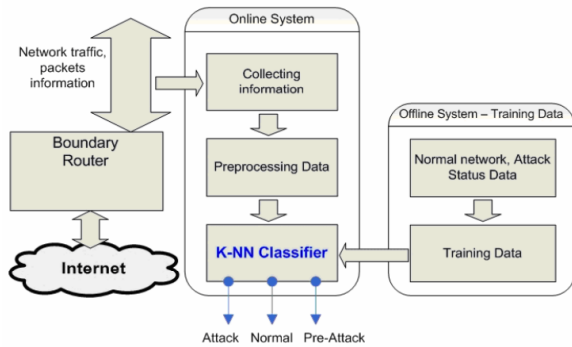 Online System
Network traffic,
packets
information
Collecting
information
Boundary
Router
Preprocessing Data
Internet
K-NN Classifier
Attack Normal Pre-Attack
Offline System – Training Data
Normal network, Attack
Status Data
Training Data